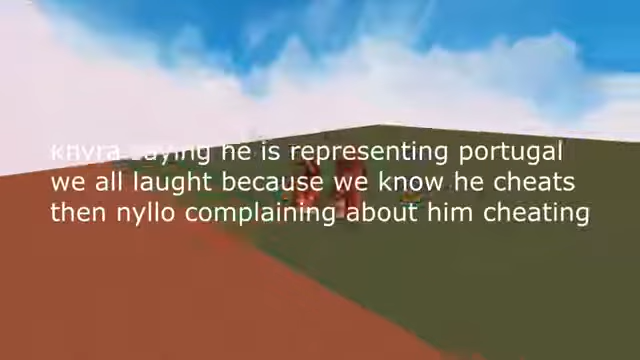 khyra saying he is representing portugal
we all laught because we know he cheats
then nyllo complaining about him cheating